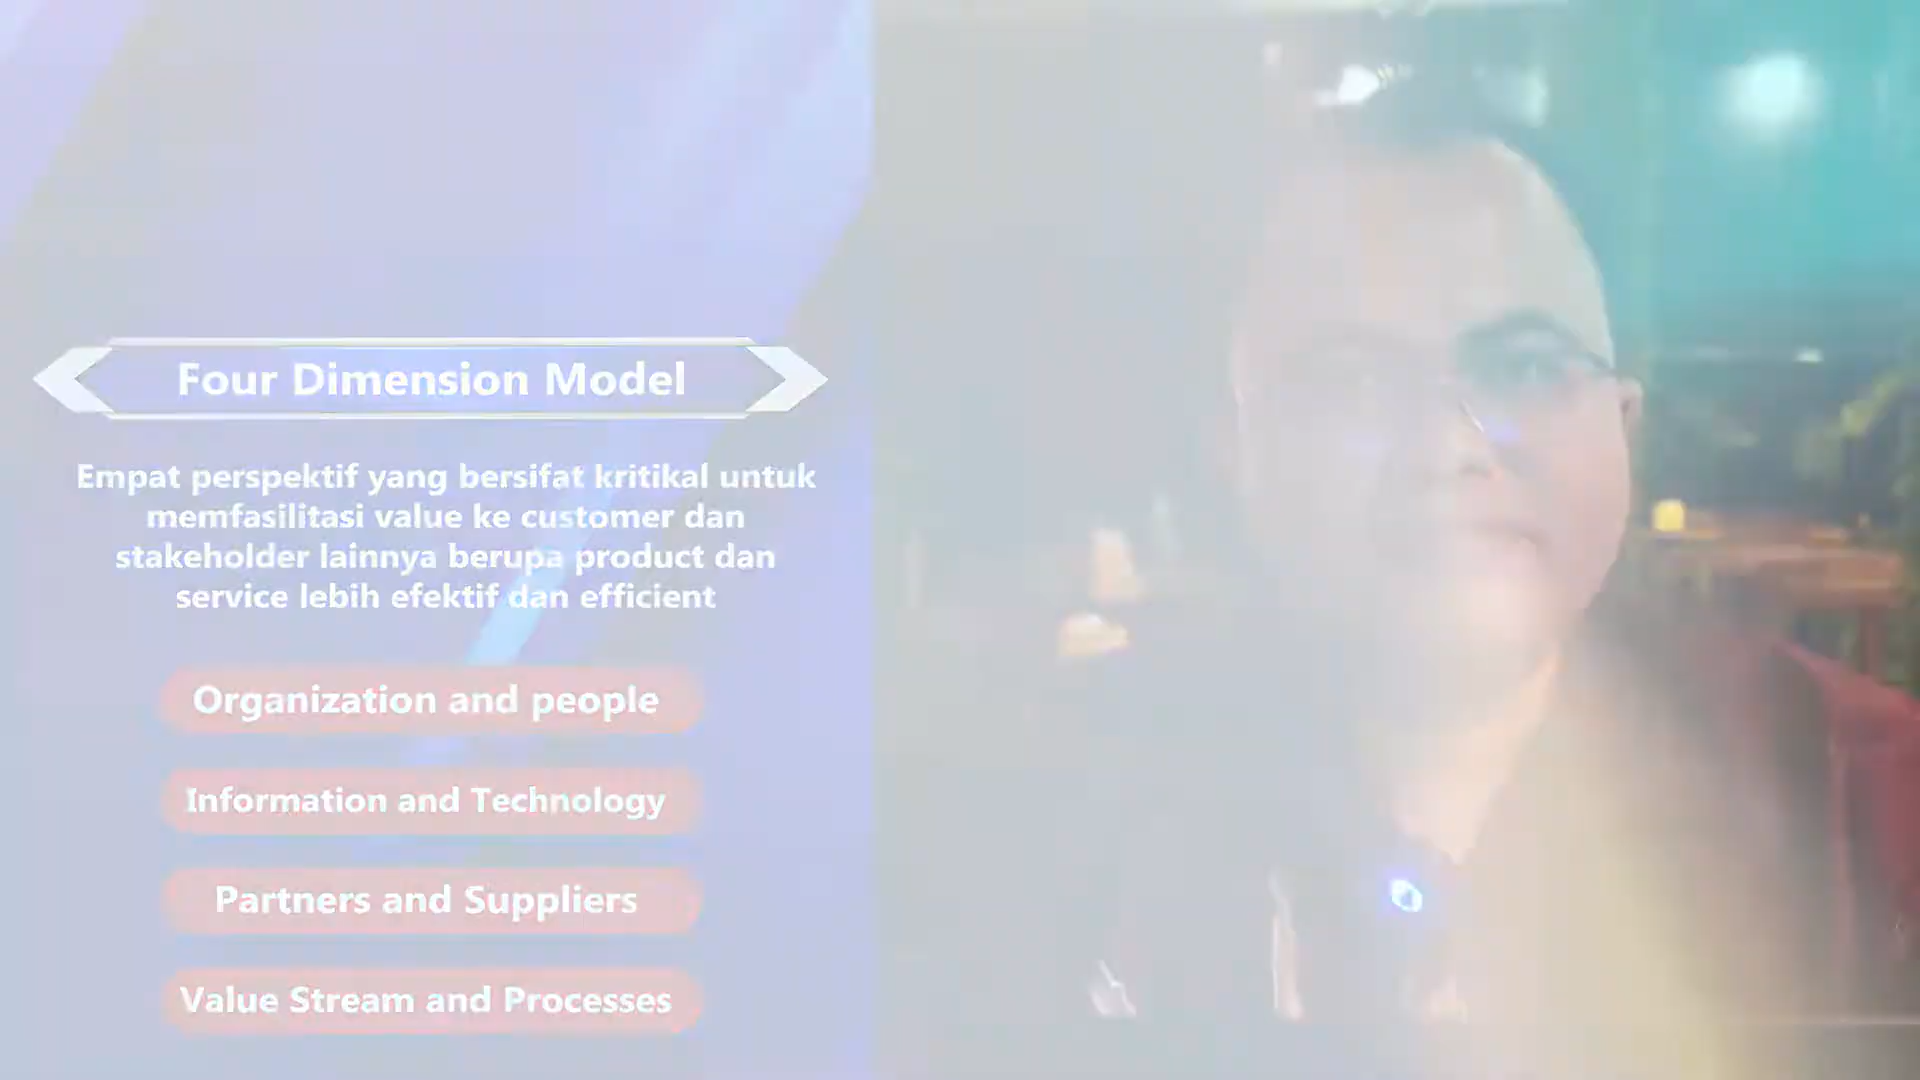 Four Dimension Model
Empat perspektif yang bersifat kritikal untuk
memfasilitasi value ke customer dan
stakeholder lainnya berupa product dan
service lebih efektif dan efficient
Organization and people
Information and Technology
Partners and Suppliers
Value Stream and Processes